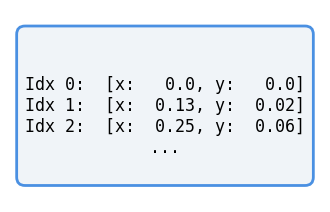 Idx 0:  [x:   0.0, y:   0.0]
Idx 1:  [x:  0.13, y:  0.02]
Idx 2:  [x:  0.25, y:  0.06]
...